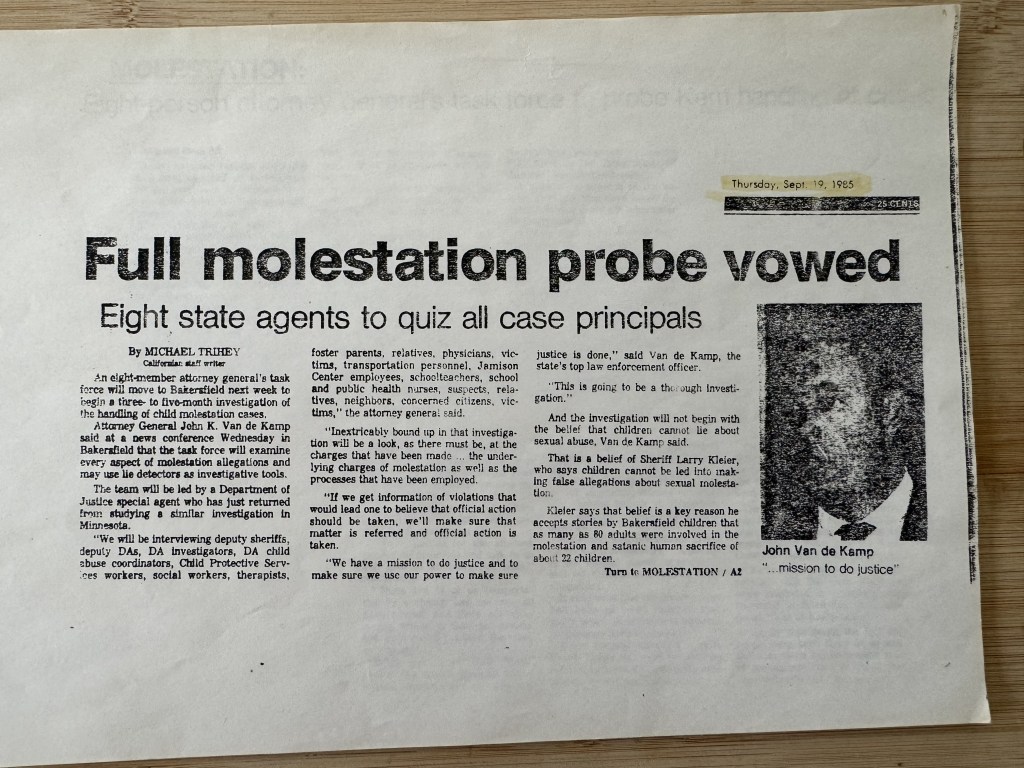 MOLESTATION:
Eight-person attorney general's task force to probe Kern handling of
Thursday, Sept. 19, 1985
25 CENTS
Full molestation probe vowed
Eight state agents to quiz all case principals
By MICHAEL TRIHEY
Californian staff writer
An eight-member attorney general's task
force will move to Bakersfield next week to
begin a three- to five-month investigation of
the handling of child molestation cases.
Attorney General John K. Van de Kamp
said at a news conference Wednesday in
Bakersfield that the task force will examine
every aspect of molestation allegations and
may use lie detectors as investigative tools.
The team will be led by a Department of
Justice special agent who has just returned
from studying a similar investigation in
Minnesota.
"We will be interviewing deputy sheriffs,
deputy DAs, DA investigators, DA child
abuse coordinators, Child Protective Serv-
ices workers, social workers, therapists,
foster parents, relatives, physicians, vic-
tims, transportation personnel, Jamison
Center employees, schoolteachers, school
and public health nurses, suspects, rela-
tives, neighbors, concerned citizens, vic-
tims," the attorney general said.
"Inextricably bound up in that investiga-
tion will be a look, as there must be, at the
charges that have been made ... the under-
lying charges of molestation as well as the
processes that have been employed.
"If we get information of violations that
would lead one to believe that official action
should be taken, we'll make sure that
matter is referred and official action is
taken.
"We have a mission to do justice and to
make sure we use our power to make sure
justice is done," said Van de Kamp, the
state's top law enforcement officer.
"This is going to be a thorough investi-
gation."
And the investigation will not begin with
the belief that children cannot lie about
sexual abuse, Van de Kamp said.
That is a belief of Sheriff Larry Kleier,
who says children cannot be led into mak-
ing false allegations about sexual molesta-
tion.
Kleier says that belief is a key reason he
accepts stories by Bakersfield children that
as many as 80 adults were involved in the
molestation and satanic human sacrifice of
about 22 children.
Turn to MOLESTATION / A2
John Van de Kamp
"...mission to do justice"